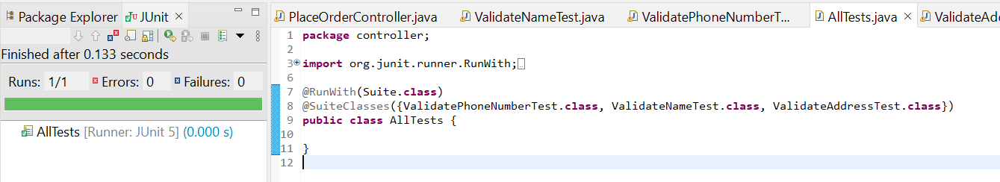 Package Explorer JUnit
Finished after 0.133 seconds
Runs: 1/1 Errors: 0 Failures: 0
AllTests [Runner: JUnit 5] (0.000 s)
PlaceOrderController.java ValidateNameTest.java ValidatePhoneNumberT... AllTests.java ValidateAd
1 package controller;
2
3 import org.junit.runner.RunWith;
6
7 @RunWith(Suite.class)
8 @SuiteClasses({ValidatePhoneNumberTest.class, ValidateNameTest.class, ValidateAddressTest.class})
9 public class AllTests {
10
11 }
12